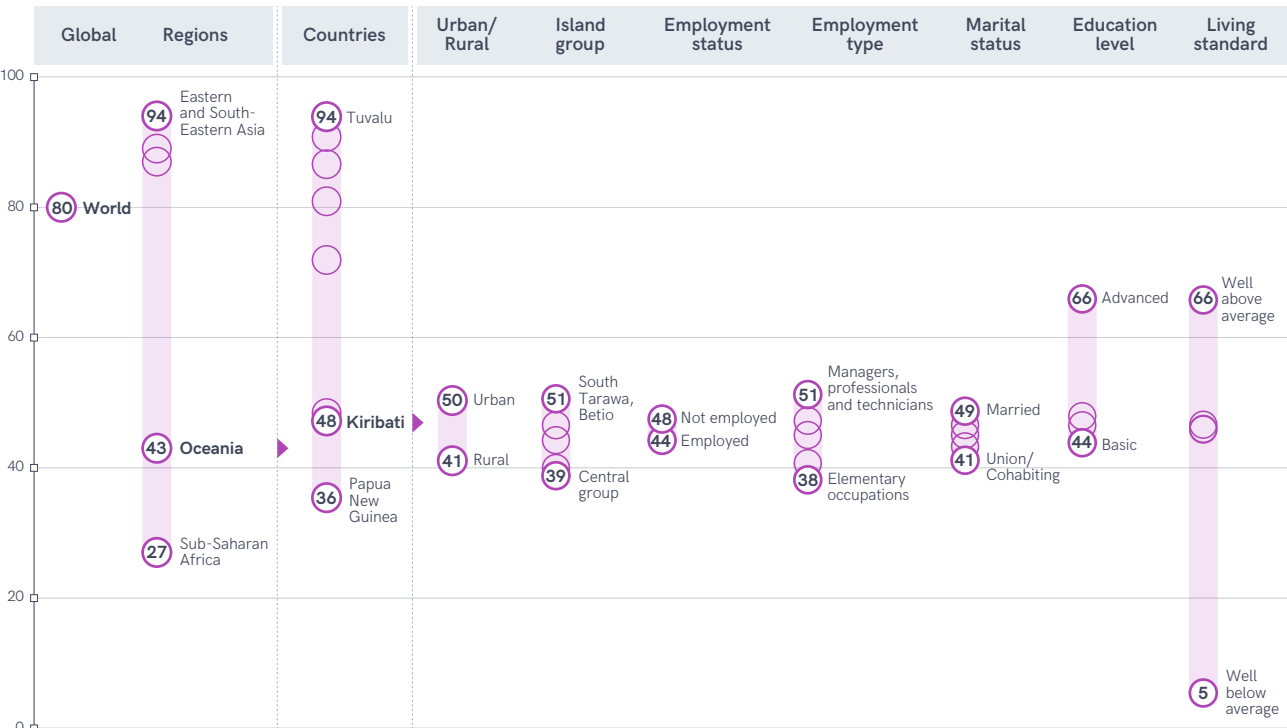 Global
Regions
Countries
Urban/
Rural
Island
group
Employment
status
Employment
type
Marital
status
Education
level
Living
standard
100
80
60
40
20
0
80 World
94
Eastern
and South-
Eastern Asia
43 Oceania
27
Sub-Saharan
Africa
94 Tuvalu
48 Kiribati
36
Papua
New
Guinea
50 Urban
41 Rural
51
South
Tarawa,
Betio
39
Central
group
48 Not employed
44 Employed
51
Managers,
professionals
and technicians
38
Elementary
occupations
49 Married
41
Union/
Cohabiting
66 Advanced
44 Basic
66
Well
above
average
5
Well
below
average